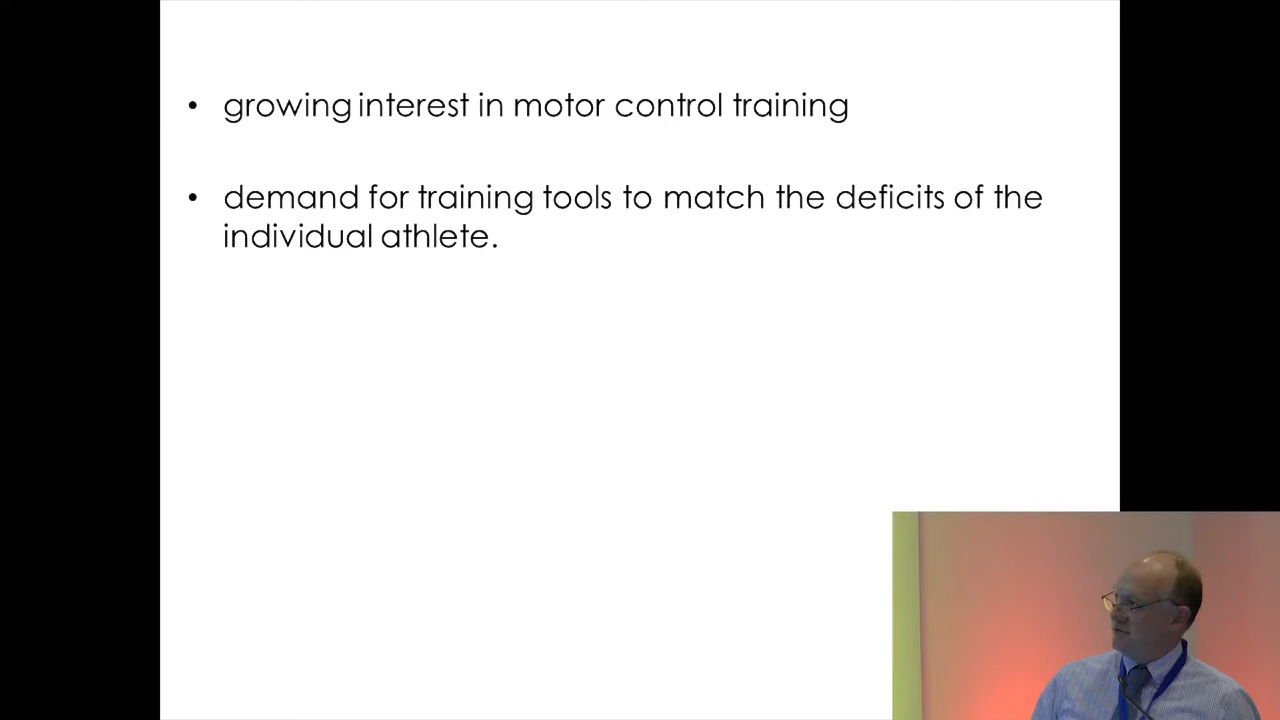 • growing interest in motor control training
• demand for training tools to match the deficits of the
individual athlete.